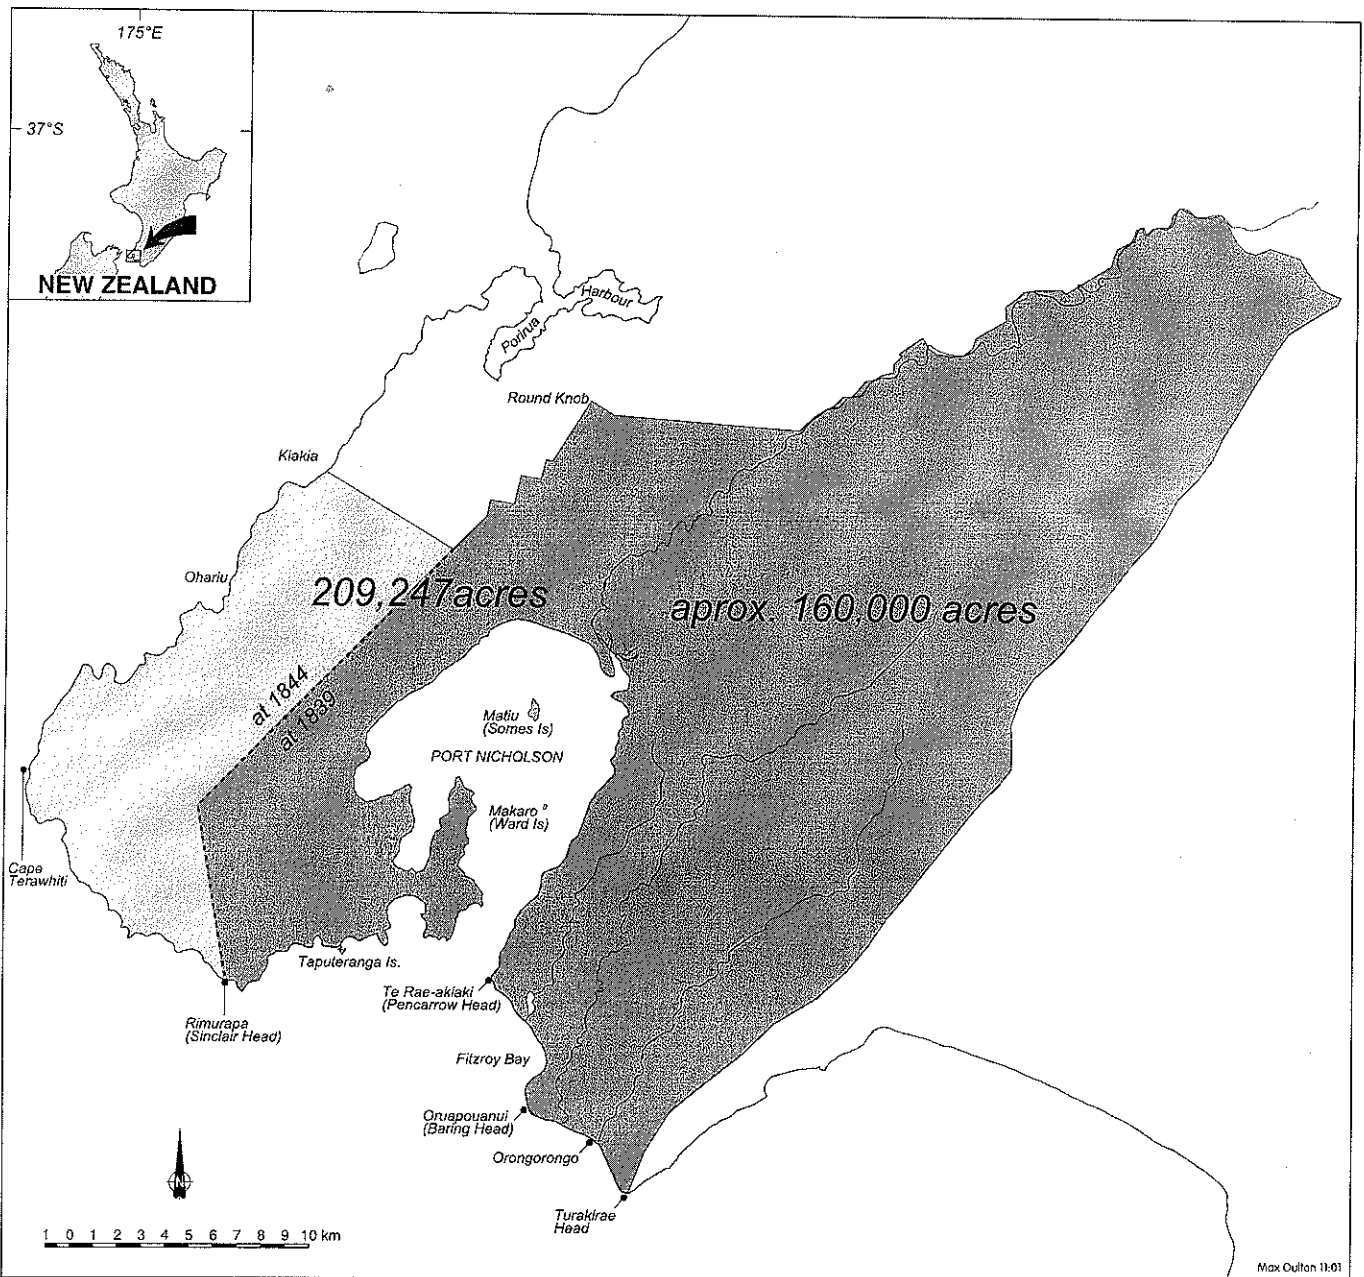 175°E
37°S
NEW ZEALAND
Porirua
Harbour
Round Knob
Kiakia
Ohariu
209,247acres
aprox. 160,000 acres
at 1844
at 1839
Matiu
(Somes Is)
PORT NICHOLSON
Makaro
(Ward Is)
Cape
Terawhiti
Taputeranga Is.
Te Rae-akiaki
(Pencarrow Head)
Rimurapa
(Sinclair Head)
Fitzroy Bay
Oruapouanui
(Baring Head)
Orongorongo
Turakirae
Head
N
1 0 1 2 3 4 5 6 7 8 9 10 km
Max Oulton 11:01